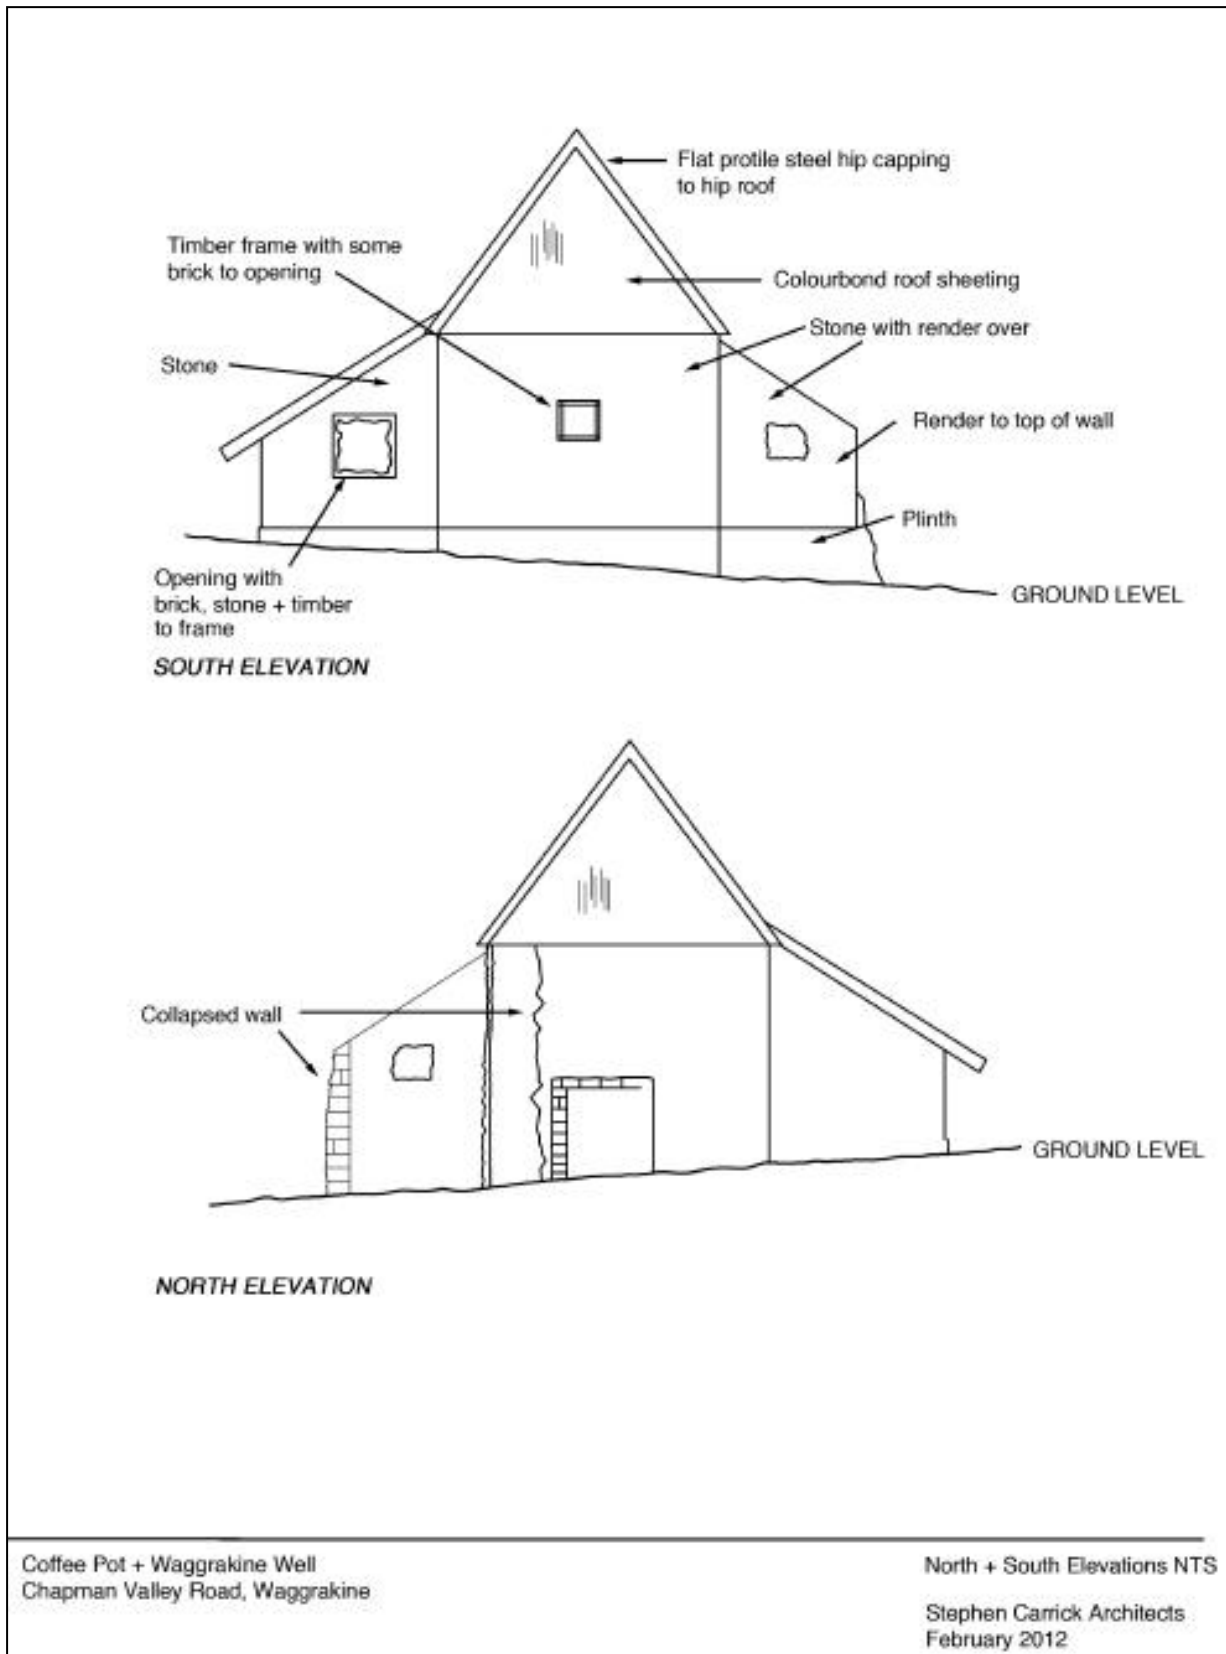 Flat protile steel hip capping
to hip roof
Timber frame with some
brick to opening
Colourbond roof sheeting
Stone with render over
Stone
Render to top of wall
Plinth
Opening with
brick, stone + timber
to frame
GROUND LEVEL
SOUTH ELEVATION
Collapsed wall
GROUND LEVEL
NORTH ELEVATION
Coffee Pot + Waggrakine Well
Chapman Valley Road, Waggrakine
North + South Elevations NTS
Stephen Carrick Architects
February 2012